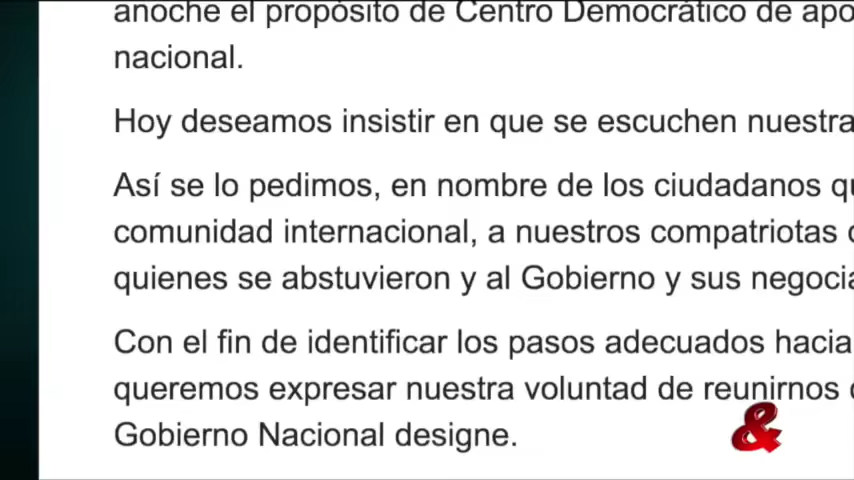 anoche el propósito de Centro Democrático de apo
nacional.
Hoy deseamos insistir en que se escuchen nuestra
Así se lo pedimos, en nombre de los ciudadanos qu
comunidad internacional, a nuestros compatriotas
quienes se abstuvieron y al Gobierno y sus negocia
Con el fin de identificar los pasos adecuados hacia
queremos expresar nuestra voluntad de reunirnos
Gobierno Nacional designe.
&